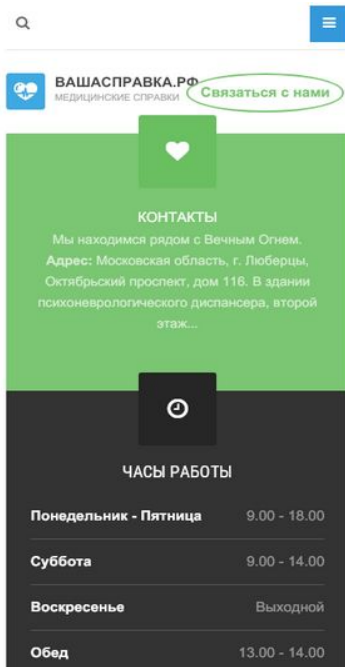 ВАШАСПРАВКА.РФ
МЕДИЦИНСКИЕ СПРАВКИ
Связаться с нами
КОНТАКТЫ
Мы находимся рядом с Вечным Огнем.
Адрес: Московская область, г. Люберцы,
Октябрьский проспект, дом 116. В здании
психоневрологического диспансера, второй
этаж...
ЧАСЫ РАБОТЫ
Понедельник - Пятница 9.00 - 18.00
Суббота 9.00 - 14.00
Воскресенье Выходной
Обед 13.00 - 14.00